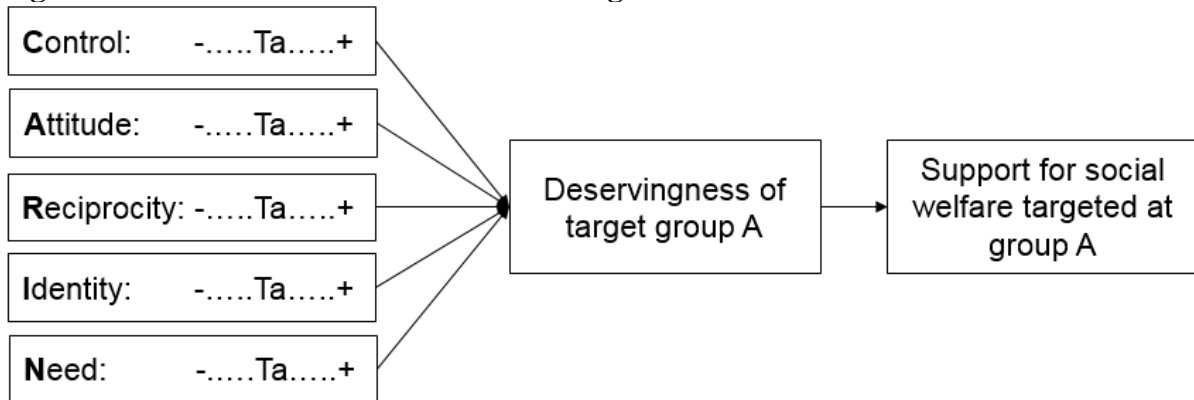 Control: -.....Ta.....+
Attitude: -.....Ta.....+
Reciprocity: -.....Ta.....+
Identity: -.....Ta.....+
Need: -.....Ta.....+
Deservingness of
target group A
Support for social
welfare targeted at
group A